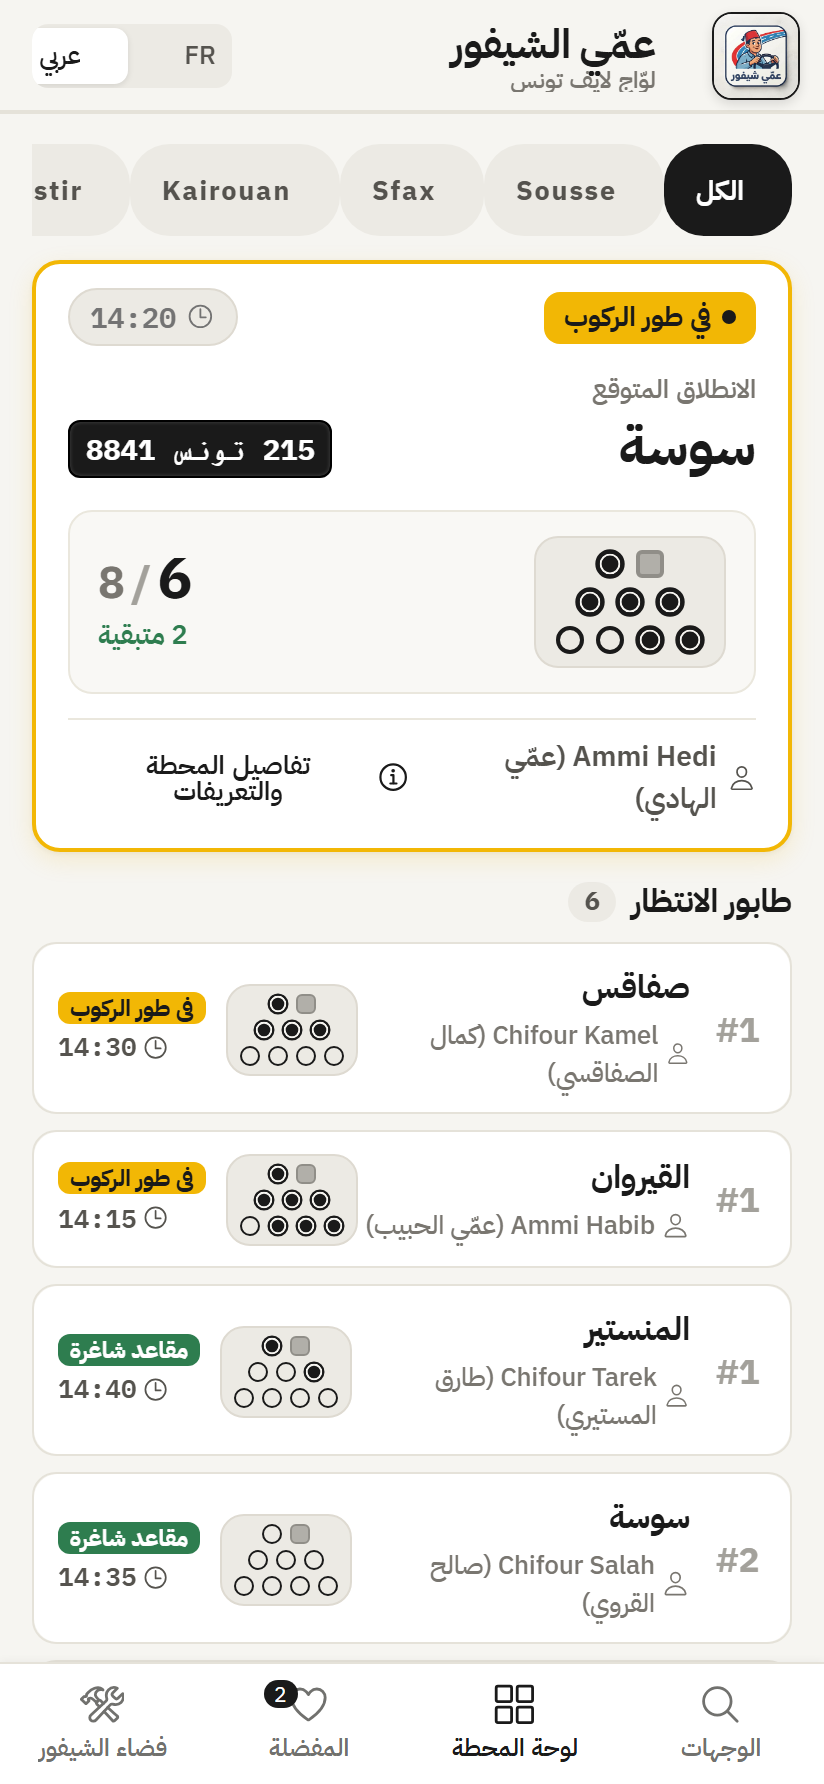 عمّي شيفور
عمّي الشيفور
لوّاج لايف تونس
FR
عربي
الكل
Sousse
Sfax
Kairouan
stir
في طور الركوب
14:20
الانطلاق المتوقع
سوسة
215 تونس 8841
6/8
2 متبقية
Ammi Hedi (عمّي
الهادي)
تفاصيل المحطة
والتعريفات
طابور الانتظار
6
#1
صفاقس
Chifour Kamel (كمال
الصفاقسي)
في طور الركوب
14:30
#1
القيروان
Ammi Habib (عمّي الحبيب)
في طور الركوب
14:15
#1
المنستير
Chifour Tarek (طارق
المستيري)
مقاعد شاغرة
14:40
#2
سوسة
Chifour Salah (صالح
القروي)
مقاعد شاغرة
14:35
الوجهات
لوحة المحطة
2
المفضلة
فضاء الشيفور